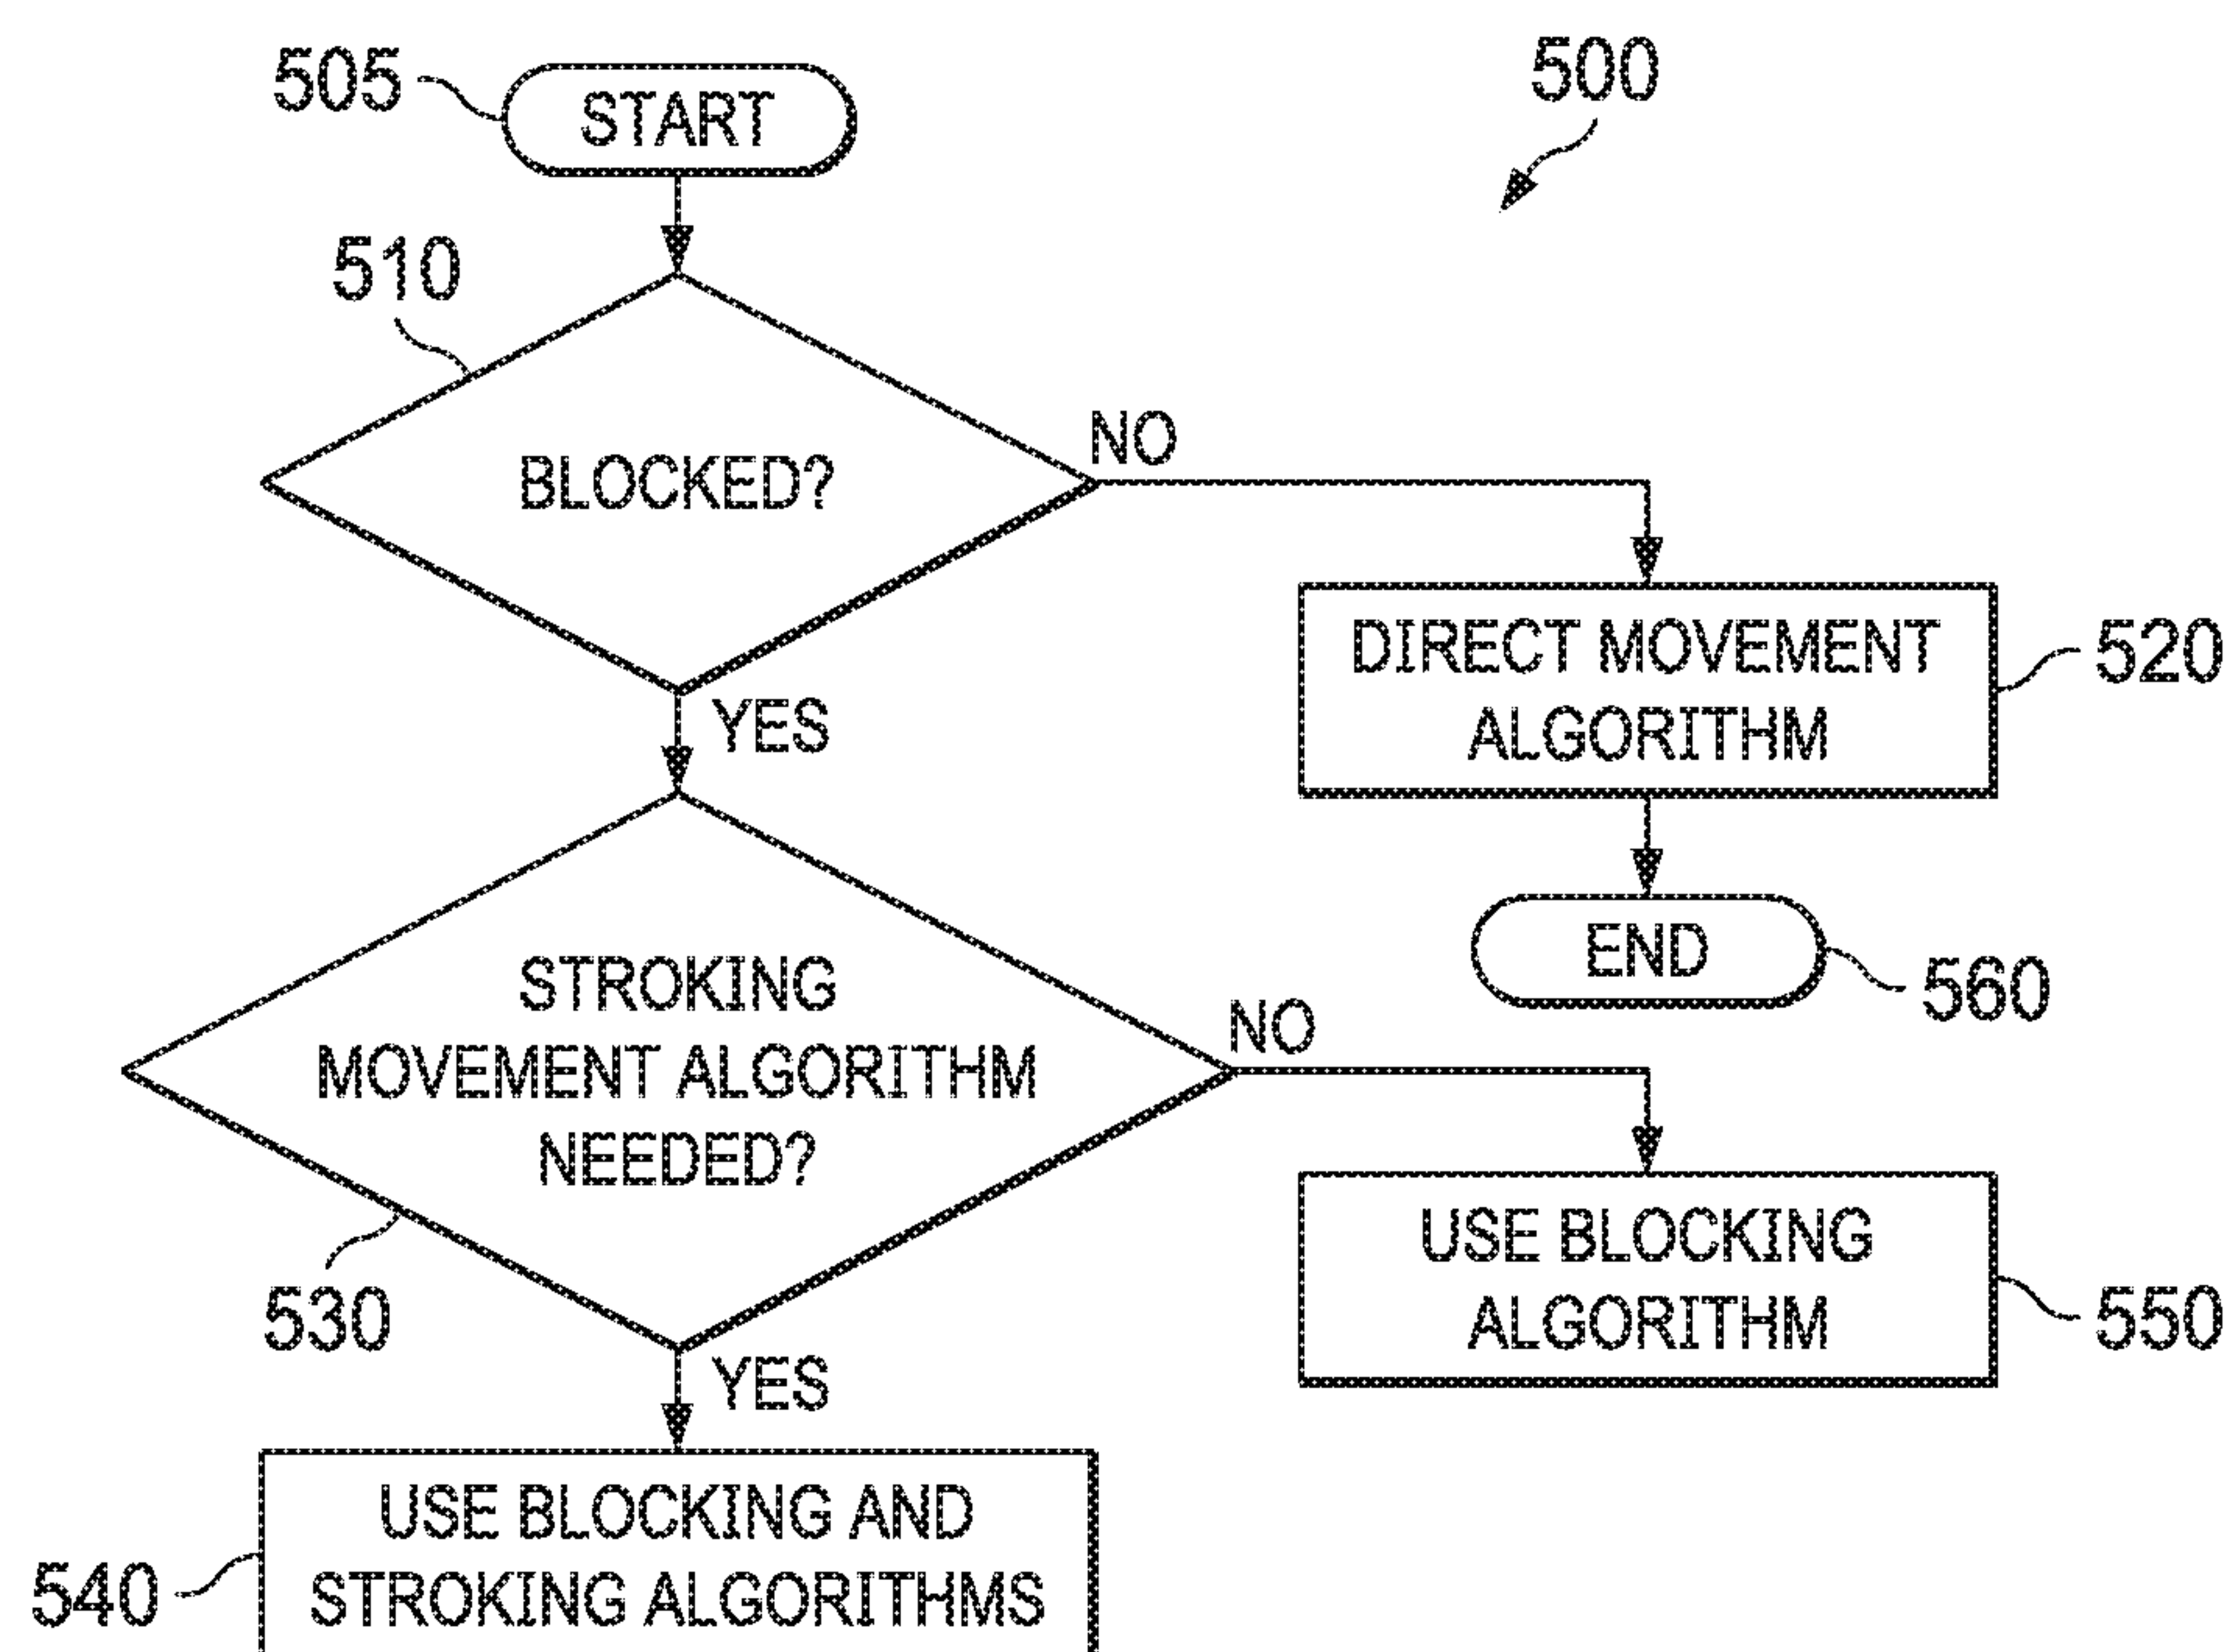 505
START
500
510
BLOCKED?
NO
DIRECT MOVEMENT
ALGORITHM
520
YES
END
560
STROKING
MOVEMENT ALGORITHM
NEEDED?
NO
530
USE BLOCKING
ALGORITHM
550
YES
USE BLOCKING AND
STROKING ALGORITHMS
540